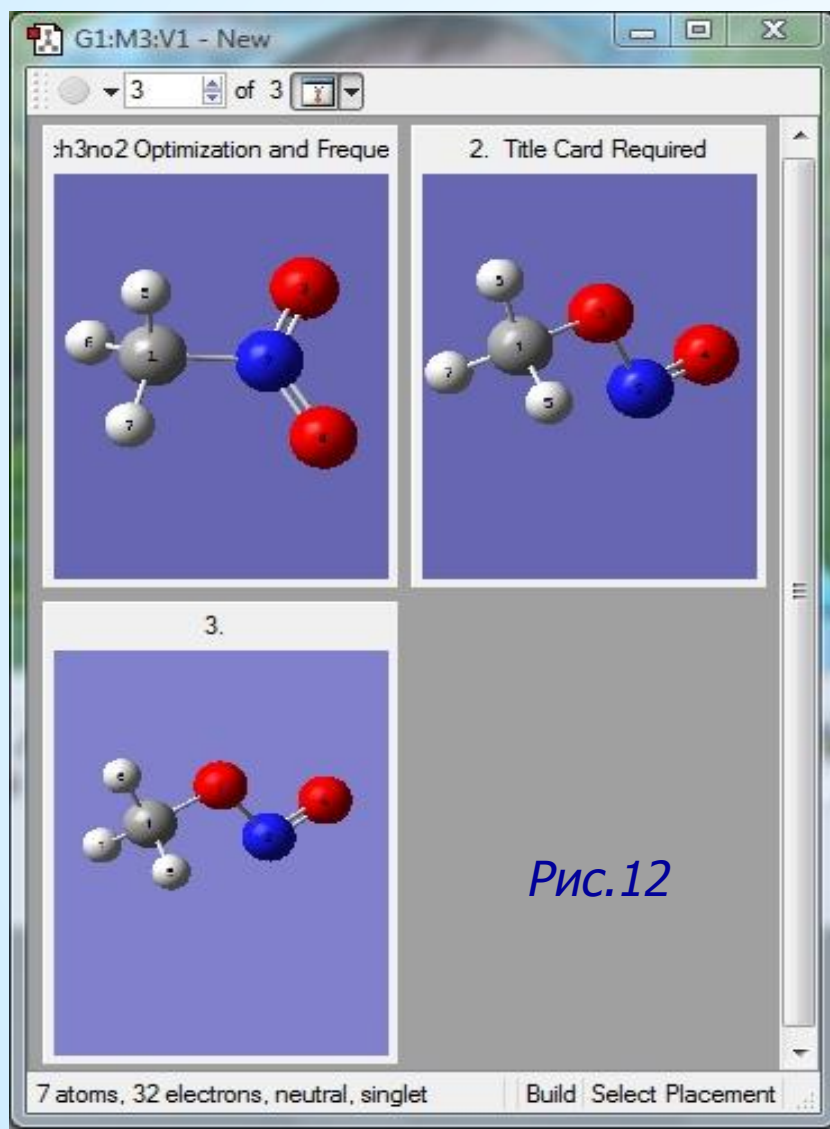 G1:M3:V1 - New
3 of 3
:h3no2 Optimization and Freque
2. Title Card Required
3.
Рис.12
7 atoms, 32 electrons, neutral, singlet Build Select Placement